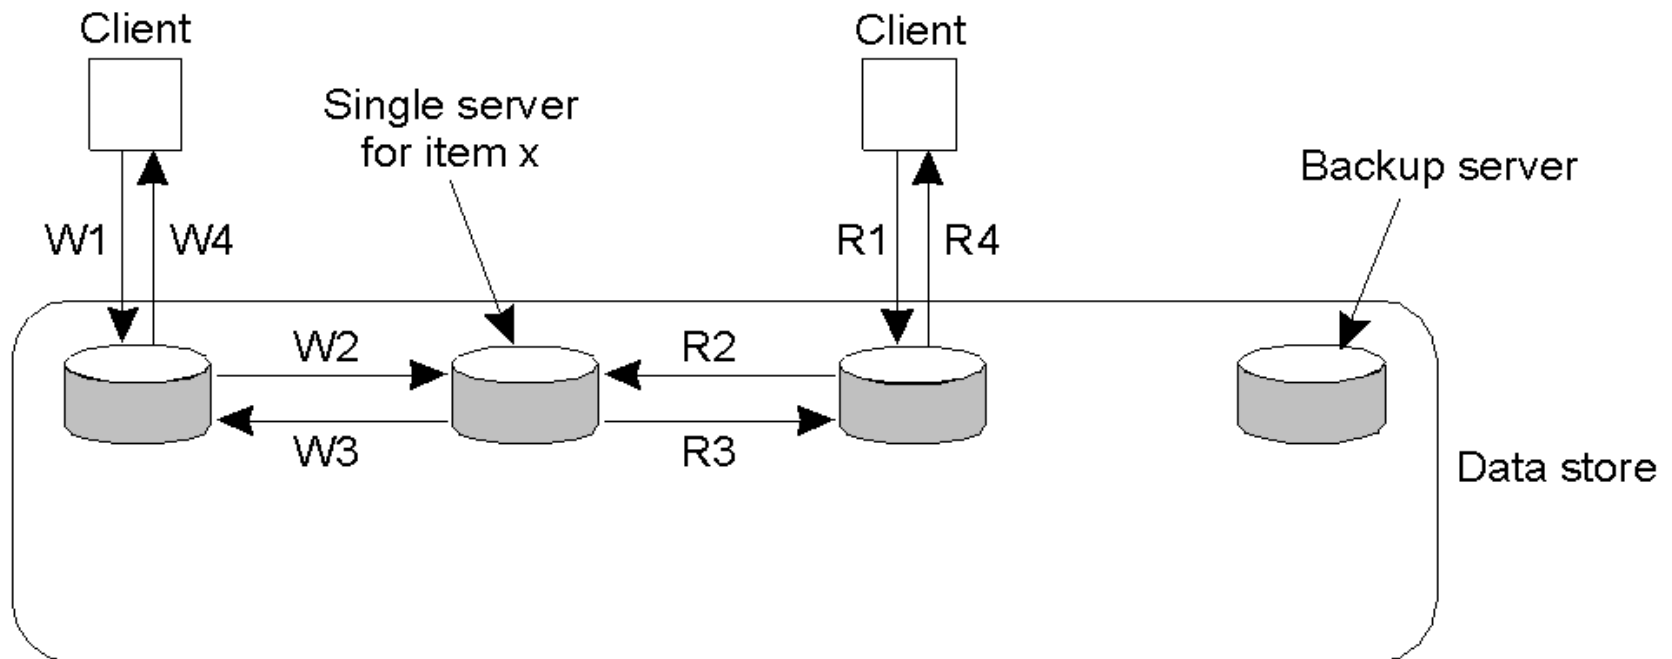 Client
Client
Single server
for item x
Backup server
W1
W4
R1
R4
W2
R2
W3
R3
Data store